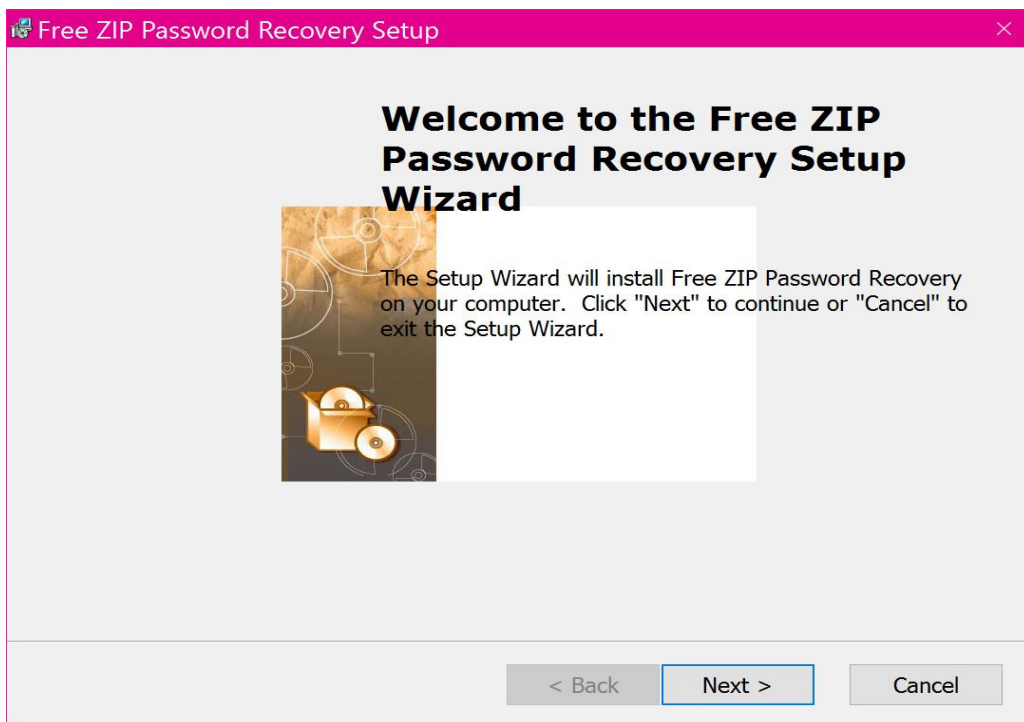 Free ZIP Password Recovery Setup
Welcome to the Free ZIP
Password Recovery Setup
Wizard
The Setup Wizard will install Free ZIP Password Recovery
on your computer.  Click "Next" to continue or "Cancel" to
exit the Setup Wizard.
< Back
Next >
Cancel